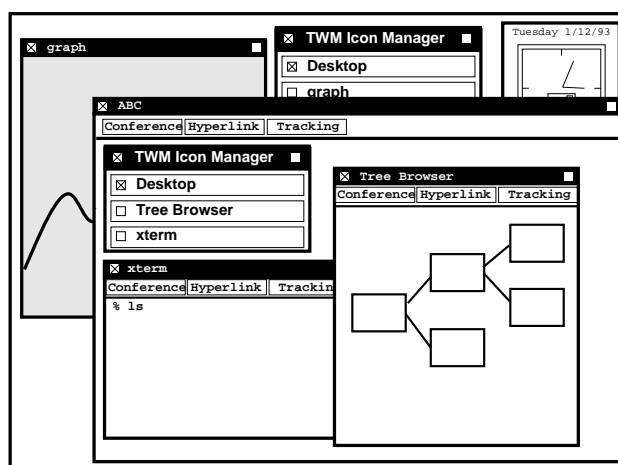 graph
TWM Icon Manager
Desktop
graph
Tuesday 1/12/93
ABC
Conference Hyperlink Tracking
TWM Icon Manager
Desktop
Tree Browser
xterm
xterm
Conference Hyperlink Trackin
% ls
Tree Browser
Conference Hyperlink Tracking